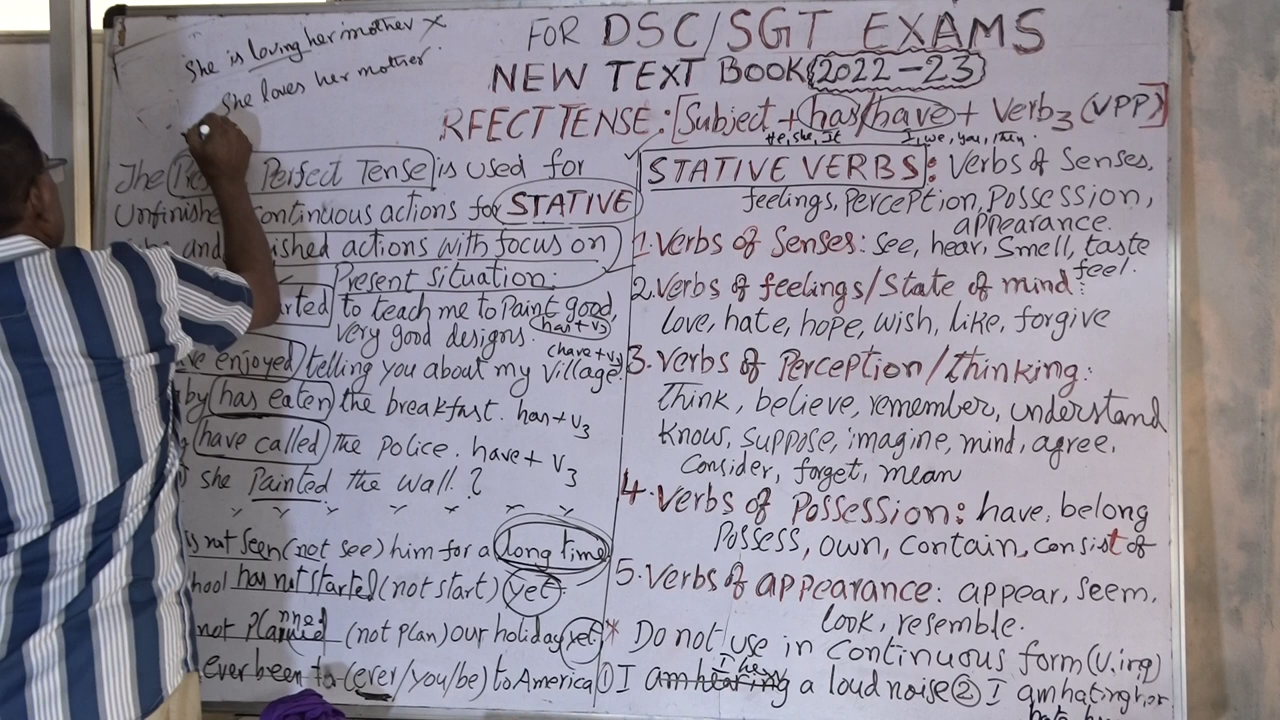 She is loving her mother ×
She loves her mother.
FOR DSC/SGT EXAMS
NEW TEXT BOOK (2022-23)
RFECT TENSE: [Subject + has/have + Verb3 (VPP)]
He, she, It I, we, you, they.
The Perfect Tense is used for
Unfinishe continuous actions for STATIVE
and ished actions with focus on
Present situation:
rted to teach me to Paint good,
very good designs. has+v3
(have+v3
ve enjoyed telling you about my village.
by has eaten the breakfast. has+v3
have called the Police. have+v3
she Painted the wall?
is not seen (not see) him for a long time
hool has not started (not start) yet.
not planned (not plan) our holiday yet.
ever been to (ever/you/be) to America
STATIVE VERBS: Verbs of Senses,
feelings, Perception, Possession,
appearance.
1. Verbs of Senses: See, hear, Smell, taste
feel.
2. Verbs of feelings/State of mind:
love, hate, hope, wish, like, forgive
3. Verbs of Perception/Thinking:
Think, believe, remember, understand
Know, Suppose, imagine, mind, agree,
Consider, forget, mean
4. Verbs of Possession: have, belong
Possess, own, Contain, Consist of
5. Verbs of appearance: appear, Seem,
look, resemble.
* Do not use in Continuous form (V.ing)
I hear
① I am hearing a loud noise ② I am hating her